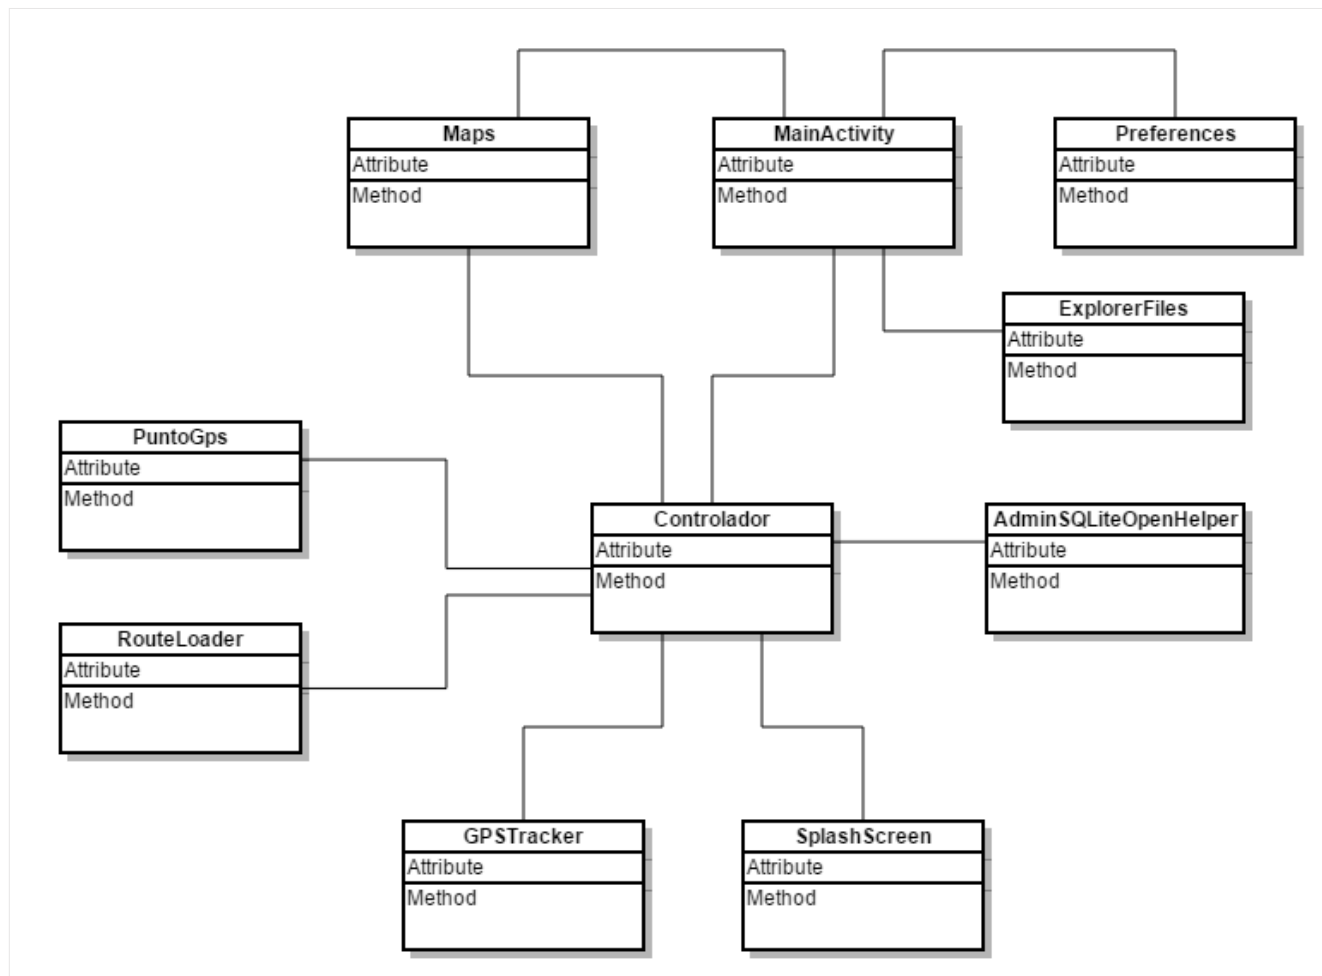 Maps
Attribute
Method
MainActivity
Attribute
Method
Preferences
Attribute
Method
ExplorerFiles
Attribute
Method
PuntoGps
Attribute
Method
Controlador
Attribute
Method
AdminSQLiteOpenHelper
Attribute
Method
RouteLoader
Attribute
Method
GPSTracker
Attribute
Method
SplashScreen
Attribute
Method